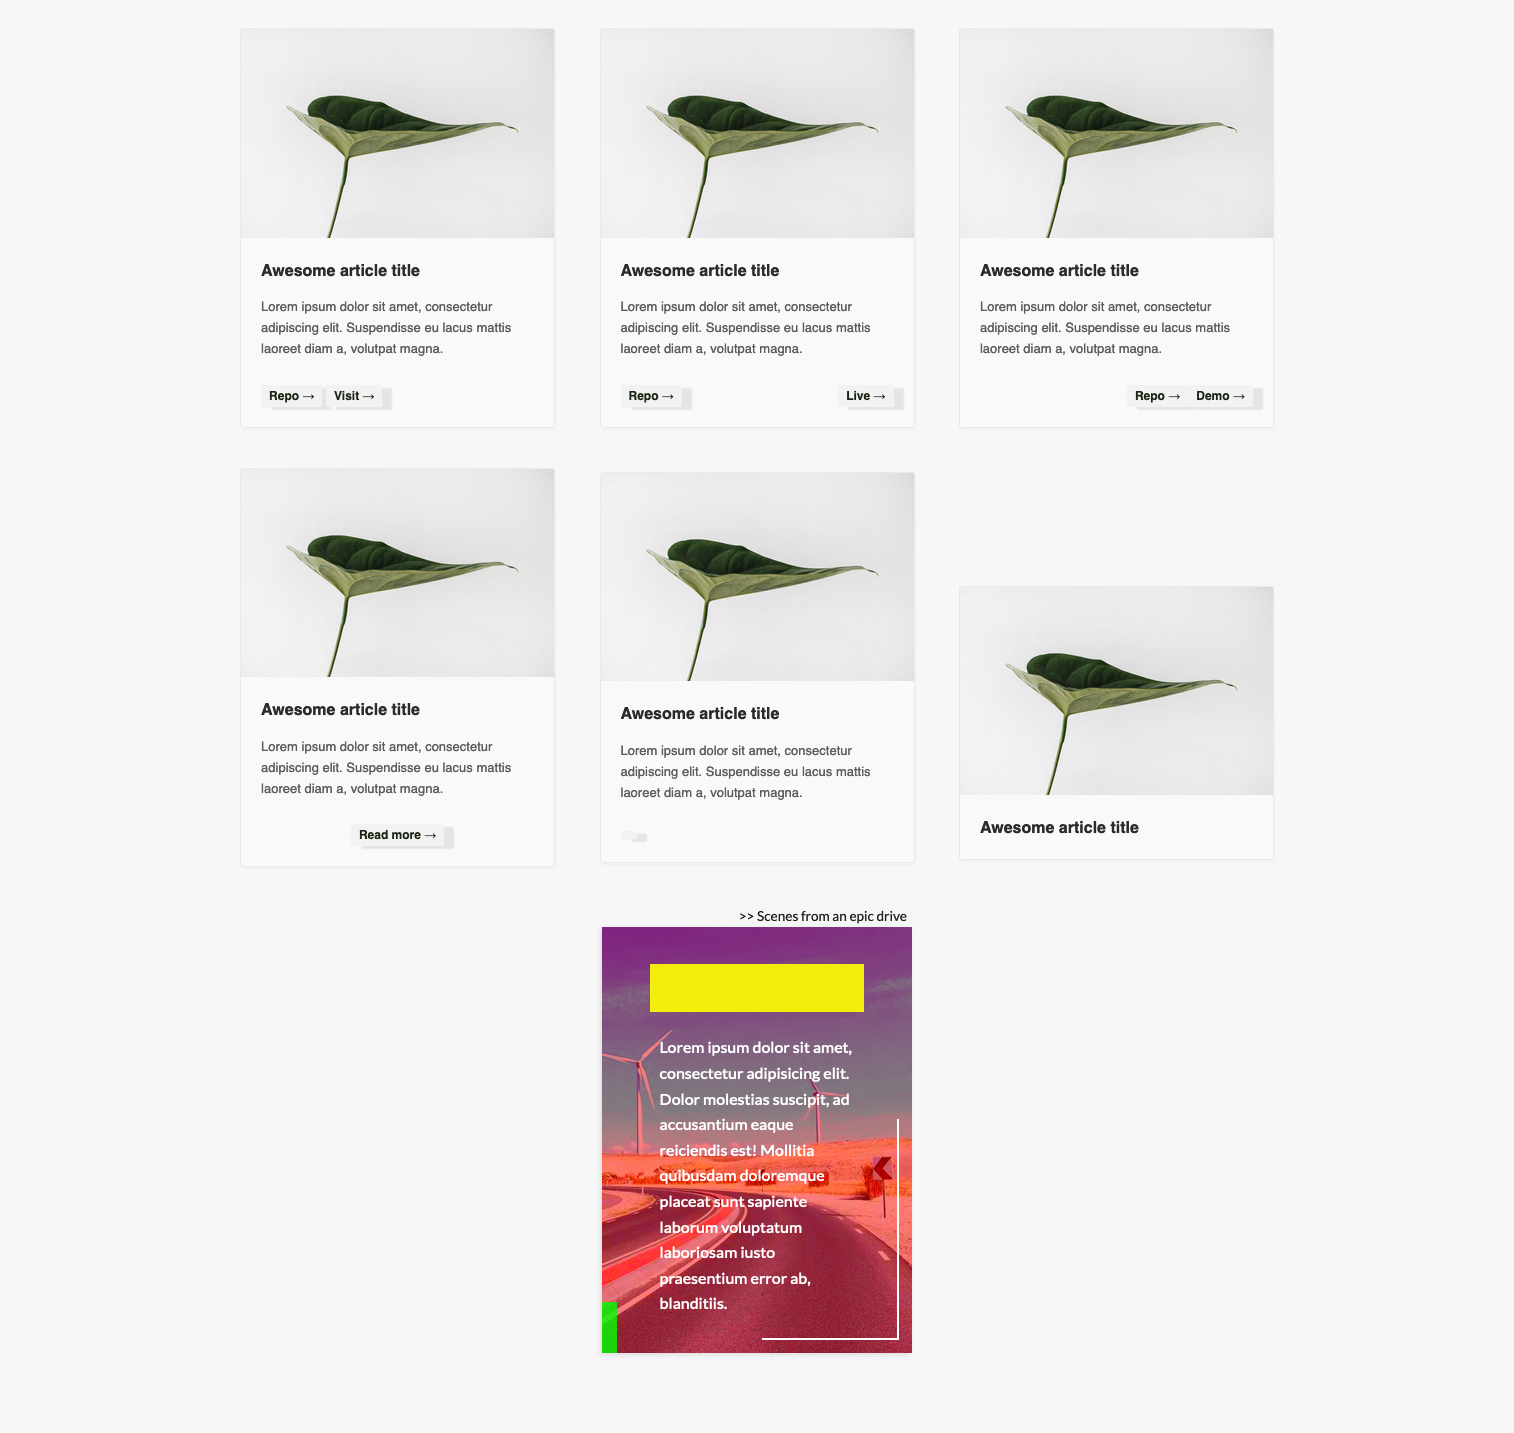 Awesome article title
Lorem ipsum dolor sit amet, consectetur
adipiscing elit. Suspendisse eu lacus mattis
laoreet diam a, volutpat magna.
Repo → Visit →
Awesome article title
Lorem ipsum dolor sit amet, consectetur
adipiscing elit. Suspendisse eu lacus mattis
laoreet diam a, volutpat magna.
Repo → Live →
Awesome article title
Lorem ipsum dolor sit amet, consectetur
adipiscing elit. Suspendisse eu lacus mattis
laoreet diam a, volutpat magna.
Repo → Demo →
Awesome article title
Lorem ipsum dolor sit amet, consectetur
adipiscing elit. Suspendisse eu lacus mattis
laoreet diam a, volutpat magna.
Read more →
Awesome article title
Lorem ipsum dolor sit amet, consectetur
adipiscing elit. Suspendisse eu lacus mattis
laoreet diam a, volutpat magna.
Awesome article title
>> Scenes from an epic drive
Lorem ipsum dolor sit amet,
consectetur adipisicing elit.
Dolor molestias suscipit, ad
accusantium eaque
reiciendis est! Mollitia
quibusdam doloremque
placeat sunt sapiente
laborum voluptatum
laboriosam iusto
praesentium error ab,
blanditiis.